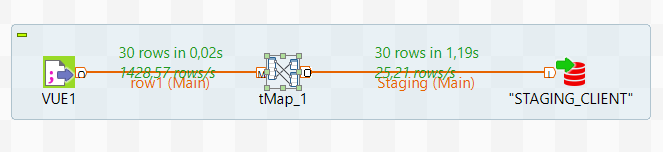 30 rows in 0,02s
1428,57 rows/s
row1 (Main)
30 rows in 1,19s
25,21 rows/s
Staging (Main)
VUE1
tMap_1
"STAGING_CLIENT"